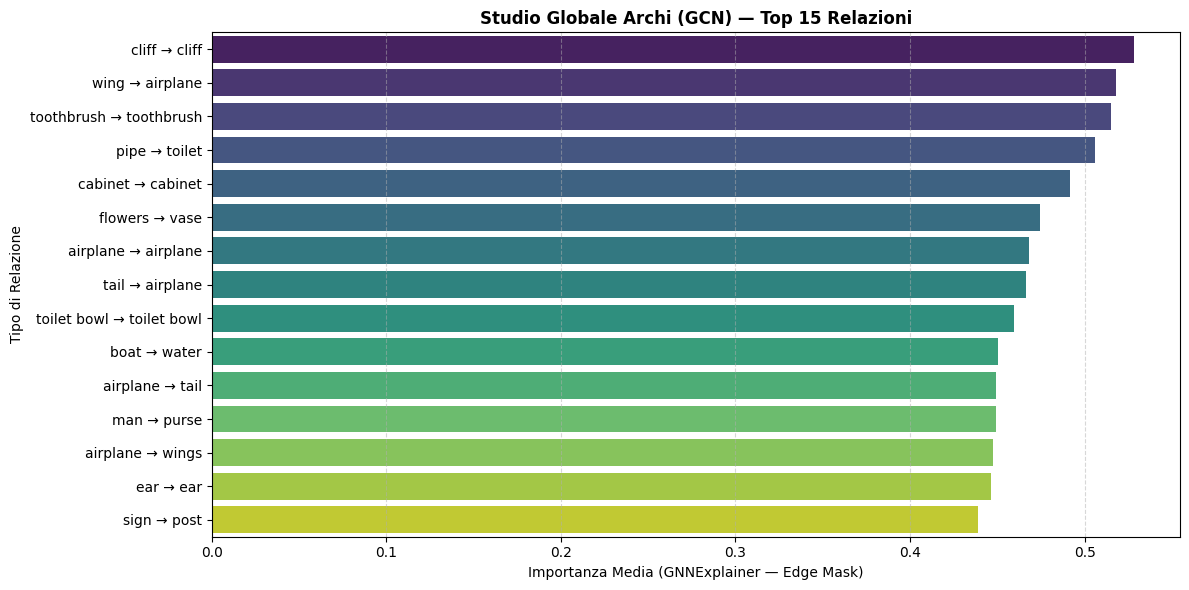 Studio Globale Archi (GCN) — Top 15 Relazioni
Tipo di Relazione
cliff → cliff
wing → airplane
toothbrush → toothbrush
pipe → toilet
cabinet → cabinet
flowers → vase
airplane → airplane
tail → airplane
toilet bowl → toilet bowl
boat → water
airplane → tail
man → purse
airplane → wings
ear → ear
sign → post
0.0 0.1 0.2 0.3 0.4 0.5
Importanza Media (GNNExplainer — Edge Mask)